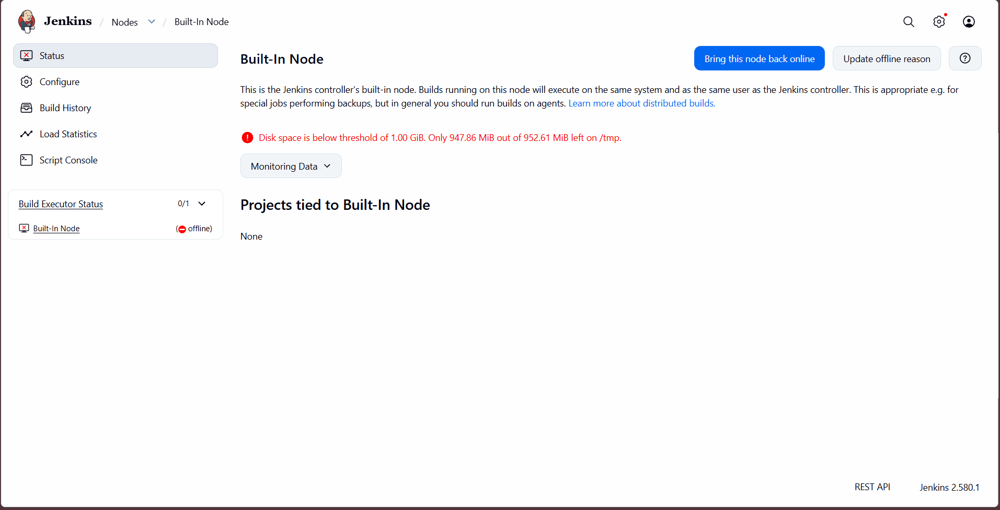 Jenkins / Nodes / Built-In Node
Status
Configure
Build History
Load Statistics
Script Console
Build Executor Status 0/1
Built-In Node (offline)
Built-In Node
Bring this node back online
Update offline reason
This is the Jenkins controller's built-in node. Builds running on this node will execute on the same system and as the same user as the Jenkins controller. This is appropriate e.g. for
special jobs performing backups, but in general you should run builds on agents. Learn more about distributed builds.
Disk space is below threshold of 1.00 GiB. Only 947.86 MiB out of 952.61 MiB left on /tmp.
Monitoring Data
Projects tied to Built-In Node
None
REST API
Jenkins 2.580.1